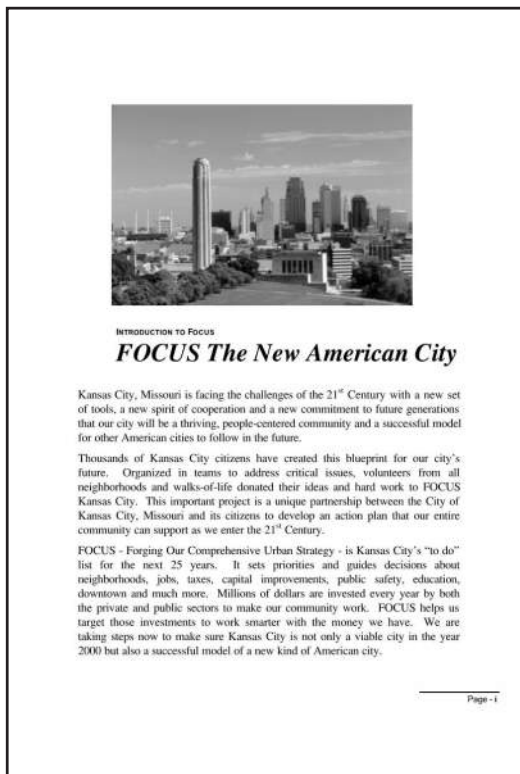 INTRODUCTION TO FOCUS
FOCUS The New American City
Kansas City, Missouri is facing the challenges of the 21st Century with a new set
of tools, a new spirit of cooperation and a new commitment to future generations
that our city will be a thriving, people-centered community and a successful model
for other American cities to follow in the future.
Thousands of Kansas City citizens have created this blueprint for our city's
future. Organized in teams to address critical issues, volunteers from all
neighborhoods and walks-of-life donated their ideas and hard work to FOCUS
Kansas City. This important project is a unique partnership between the City of
Kansas City, Missouri and its citizens to develop an action plan that our entire
community can support as we enter the 21st Century.
FOCUS - Forging Our Comprehensive Urban Strategy - is Kansas City's “to do”
list for the next 25 years. It sets priorities and guides decisions about
neighborhoods, jobs, taxes, capital improvements, public safety, education,
downtown and much more. Millions of dollars are invested every year by both
the private and public sectors to make our community work. FOCUS helps us
target those investments to work smarter with the money we have. We are
taking steps now to make sure Kansas City is not only a viable city in the year
2000 but also a successful model of a new kind of American city.
Page - i